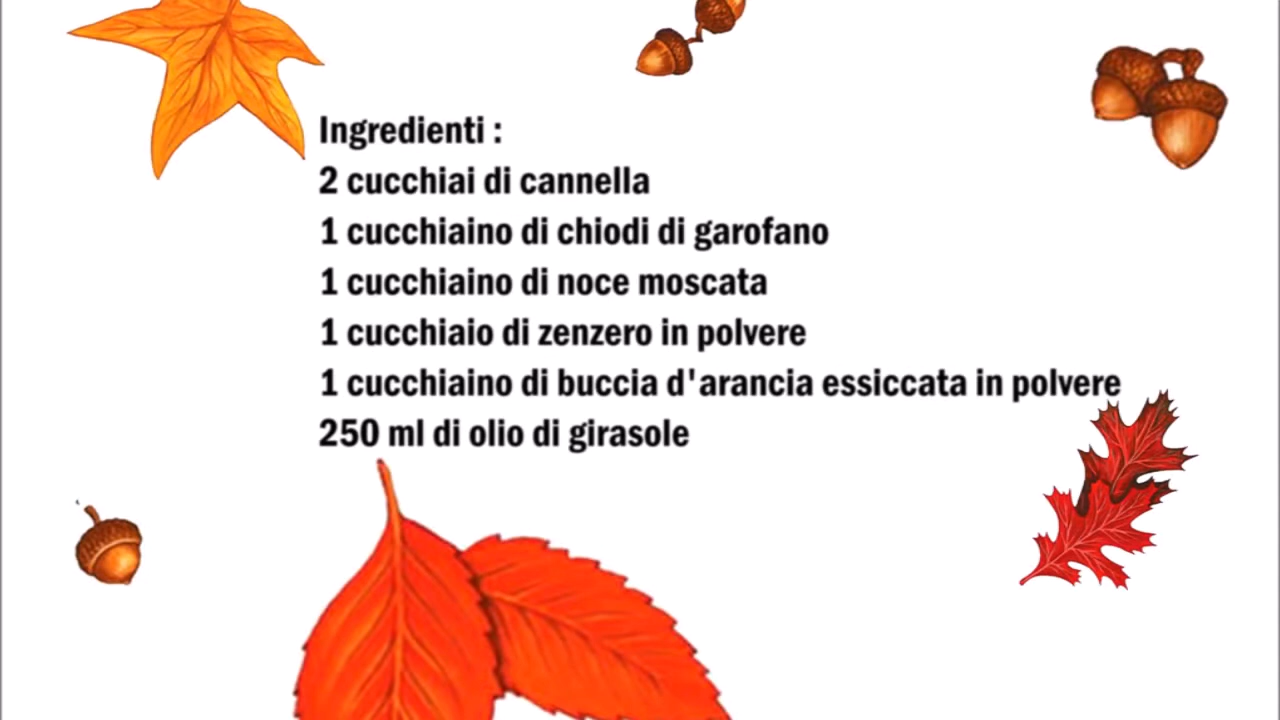 Ingredienti :
2 cucchiai di cannella
1 cucchiaino di chiodi di garofano
1 cucchiaino di noce moscata
1 cucchiaio di zenzero in polvere
1 cucchiaino di buccia d'arancia essiccata in polvere
250 ml di olio di girasole